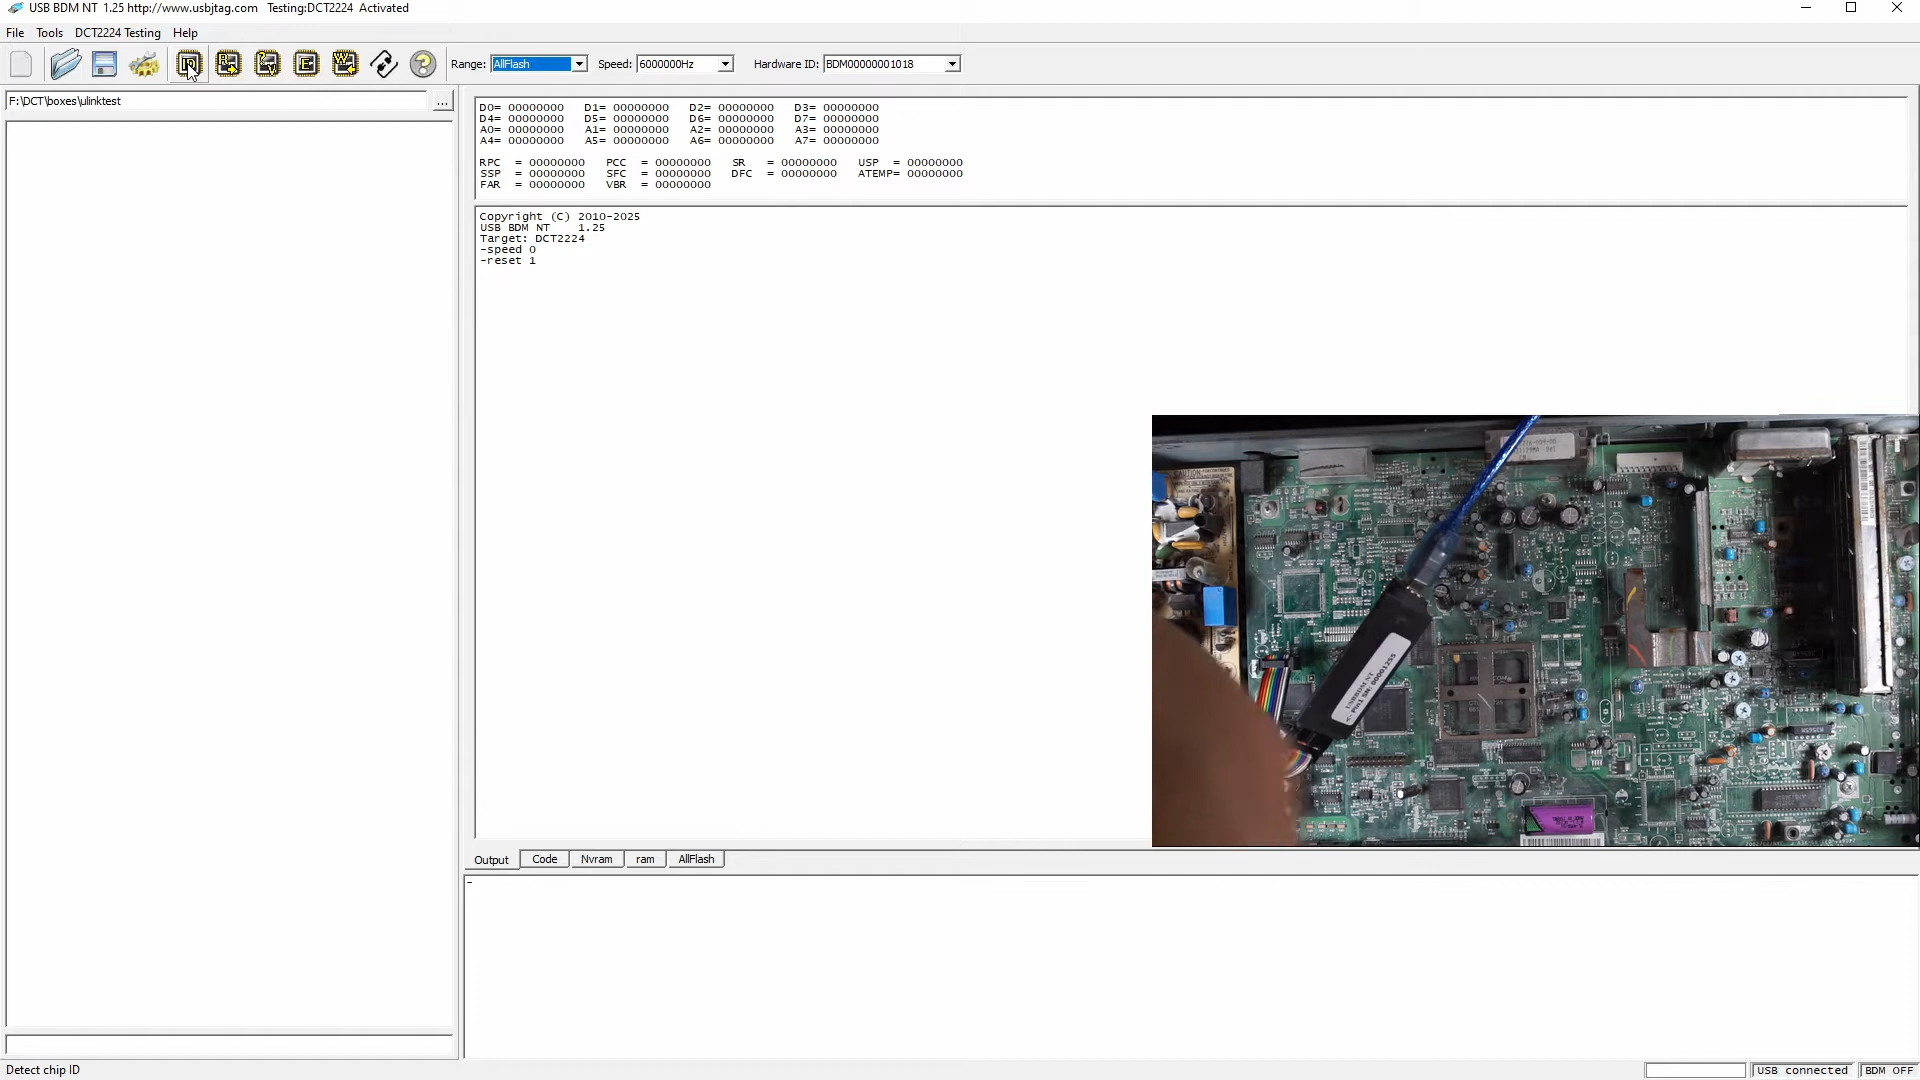 USB BDM NT 1.25 http://www.usbjtag.com Testing:DCT2224 Activated
File Tools DCT2224 Testing Help
Range: AllFlash Speed: 6000000Hz Hardware ID: BDM00000001018
F:\DCT\boxes\ulinktest ...
D0= 00000000 D1= 00000000 D2= 00000000 D3= 00000000
D4= 00000000 D5= 00000000 D6= 00000000 D7= 00000000
A0= 00000000 A1= 00000000 A2= 00000000 A3= 00000000
A4= 00000000 A5= 00000000 A6= 00000000 A7= 00000000
RPC = 00000000 PCC = 00000000 SR = 00000000 USP = 00000000
SSP = 00000000 SFC = 00000000 DFC = 00000000 ATEMP= 00000000
FAR = 00000000 VBR = 00000000
Copyright (C) 2010-2025
USB BDM NT 1.25
Target: DCT2224
-speed 0
-reset 1
USBBDM NT
<- Pin1 SN: 00001255
Output Code Nvram ram AllFlash
-
Detect chip ID
USB connected BDM OFF